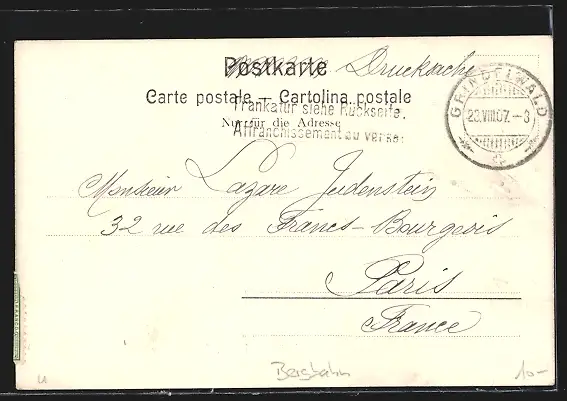 Postkarte Drucksache
Carte postale — Cartolina postale
Frankatur siehe Rückseite.
Nur für die Adresse
Affranchissement au verso.
GRINDELWALD
23.VIII.07.–3
Monsieur Lazare Judenstein
32 rue des Francs-Bourgeois
Paris
France
Bergbahn
10–